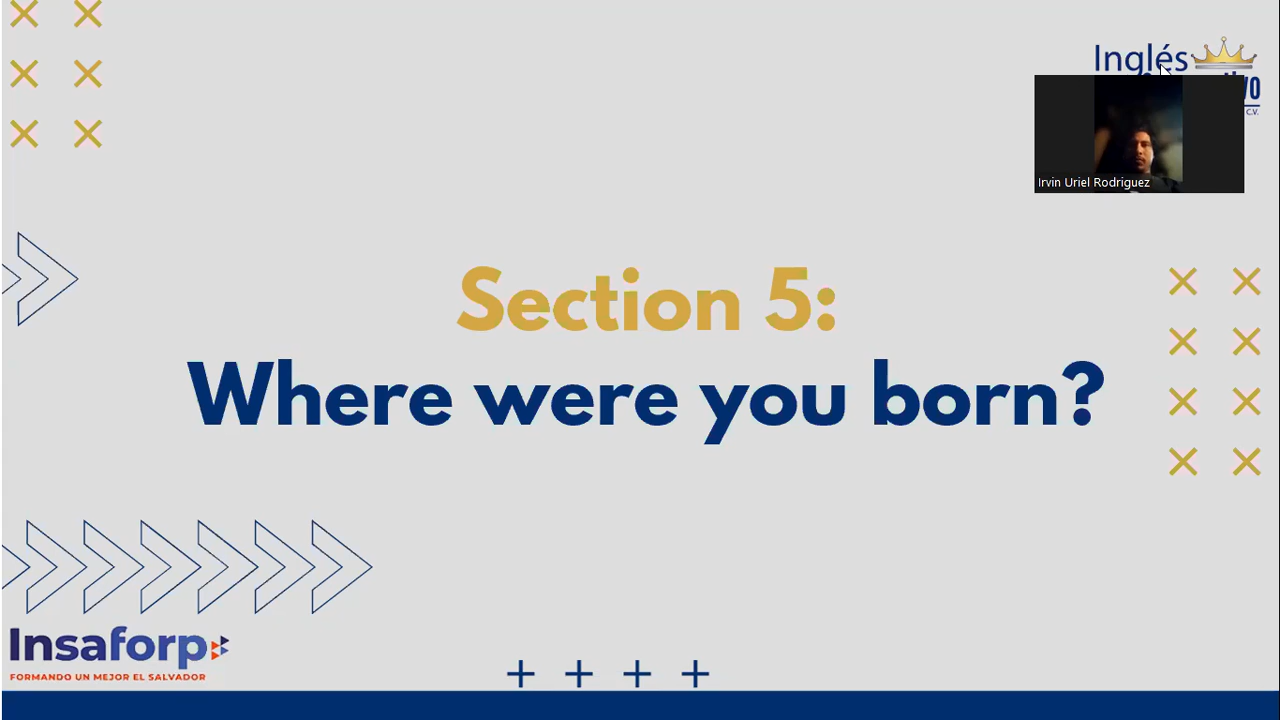 Inglés
C.V.
Irvin Uriel Rodriguez
Section 5:
Where were you born?
Insaforp
FORMANDO UN MEJOR EL SALVADOR